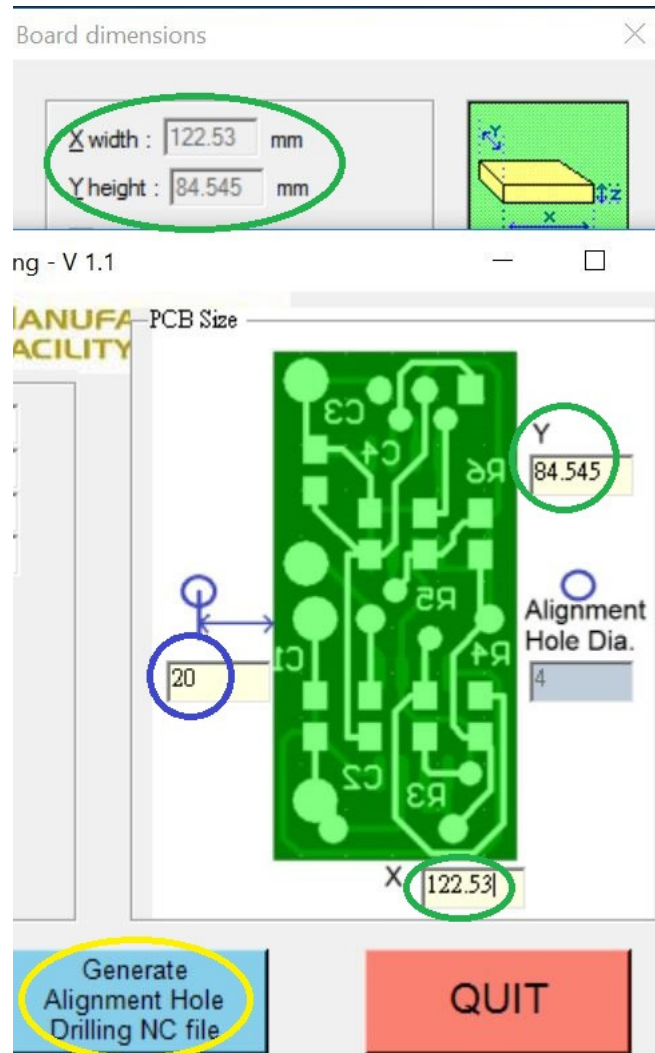 Board dimensions
X width : 122.53 mm
Y height : 84.545 mm
Y
Z
X
ng - V 1.1
ANUFA
ACILITY
PCB Size
C3
C4
R6
Y
84.545
R5
C1
R4
Alignment
Hole Dia.
20
4
C2
R3
X
122.53
Generate
Alignment Hole
Drilling NC file
QUIT